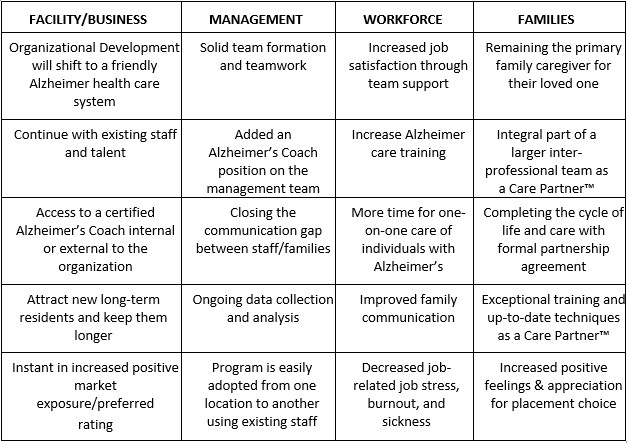 FACILITY/BUSINESS
MANAGEMENT
WORKFORCE
FAMILIES
Organizational Development
will shift to a friendly
Alzheimer health care
system
Solid team formation
and teamwork
Increased job
satisfaction through
team support
Remaining the primary
family caregiver for
their loved one
Continue with existing staff
and talent
Added an
Alzheimer's Coach
position on the
management team
Increase Alzheimer
care training
Integral part of a
larger inter-
professional team as
a Care Partner™
Access to a certified
Alzheimer's Coach internal
or external to the
organization
Closing the
communication gap
between staff/families
More time for one-
on-one care of
individuals with
Alzheimer's
Completing the cycle of
life and care with
formal partnership
agreement
Attract new long-term
residents and keep them
longer
Ongoing data collection
and analysis
Improved family
communication
Exceptional training and
up-to-date techniques
as a Care Partner™
Instant in increased positive
market
exposure/preferred
rating
Program is easily
adopted from one
location to another
using existing staff
Decreased job-
related job stress,
burnout, and
sickness
Increased positive
feelings & appreciation
for placement choice